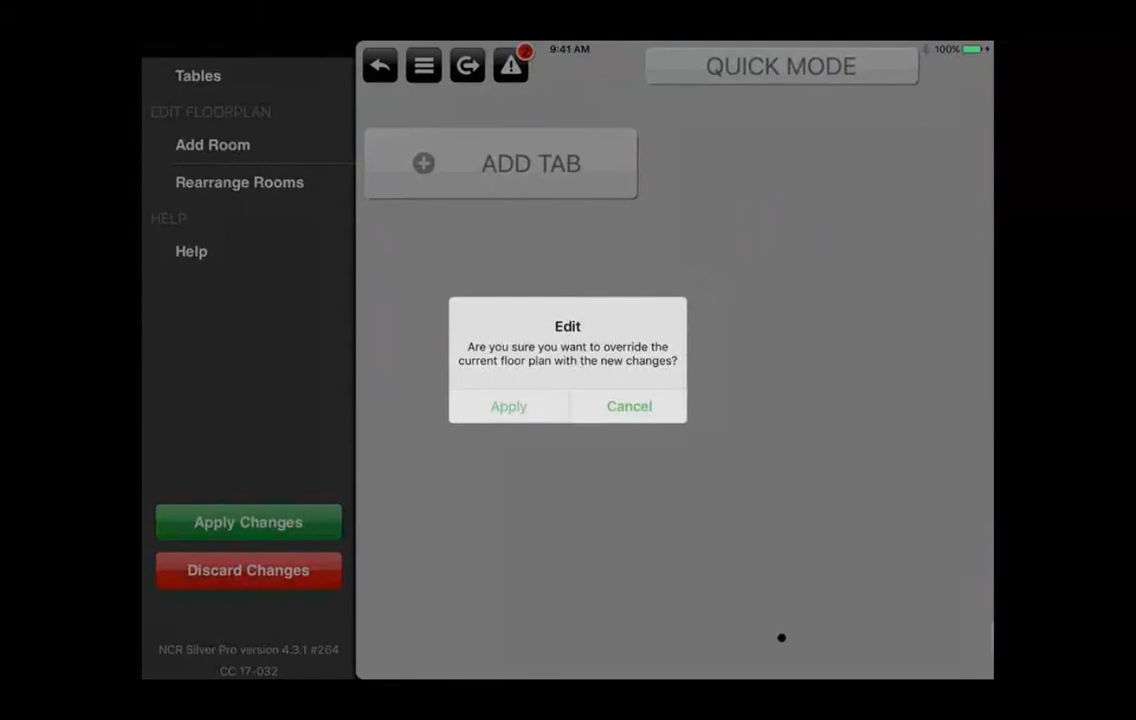 9:41 AM
100%
2
QUICK MODE
Tables
EDIT FLOORPLAN
Add Room
Rearrange Rooms
HELP
Help
ADD TAB
Edit
Are you sure you want to override the
current floor plan with the new changes?
Apply
Cancel
Apply Changes
Discard Changes
NCR Silver Pro version 4.3.1 #264
CC 17-032